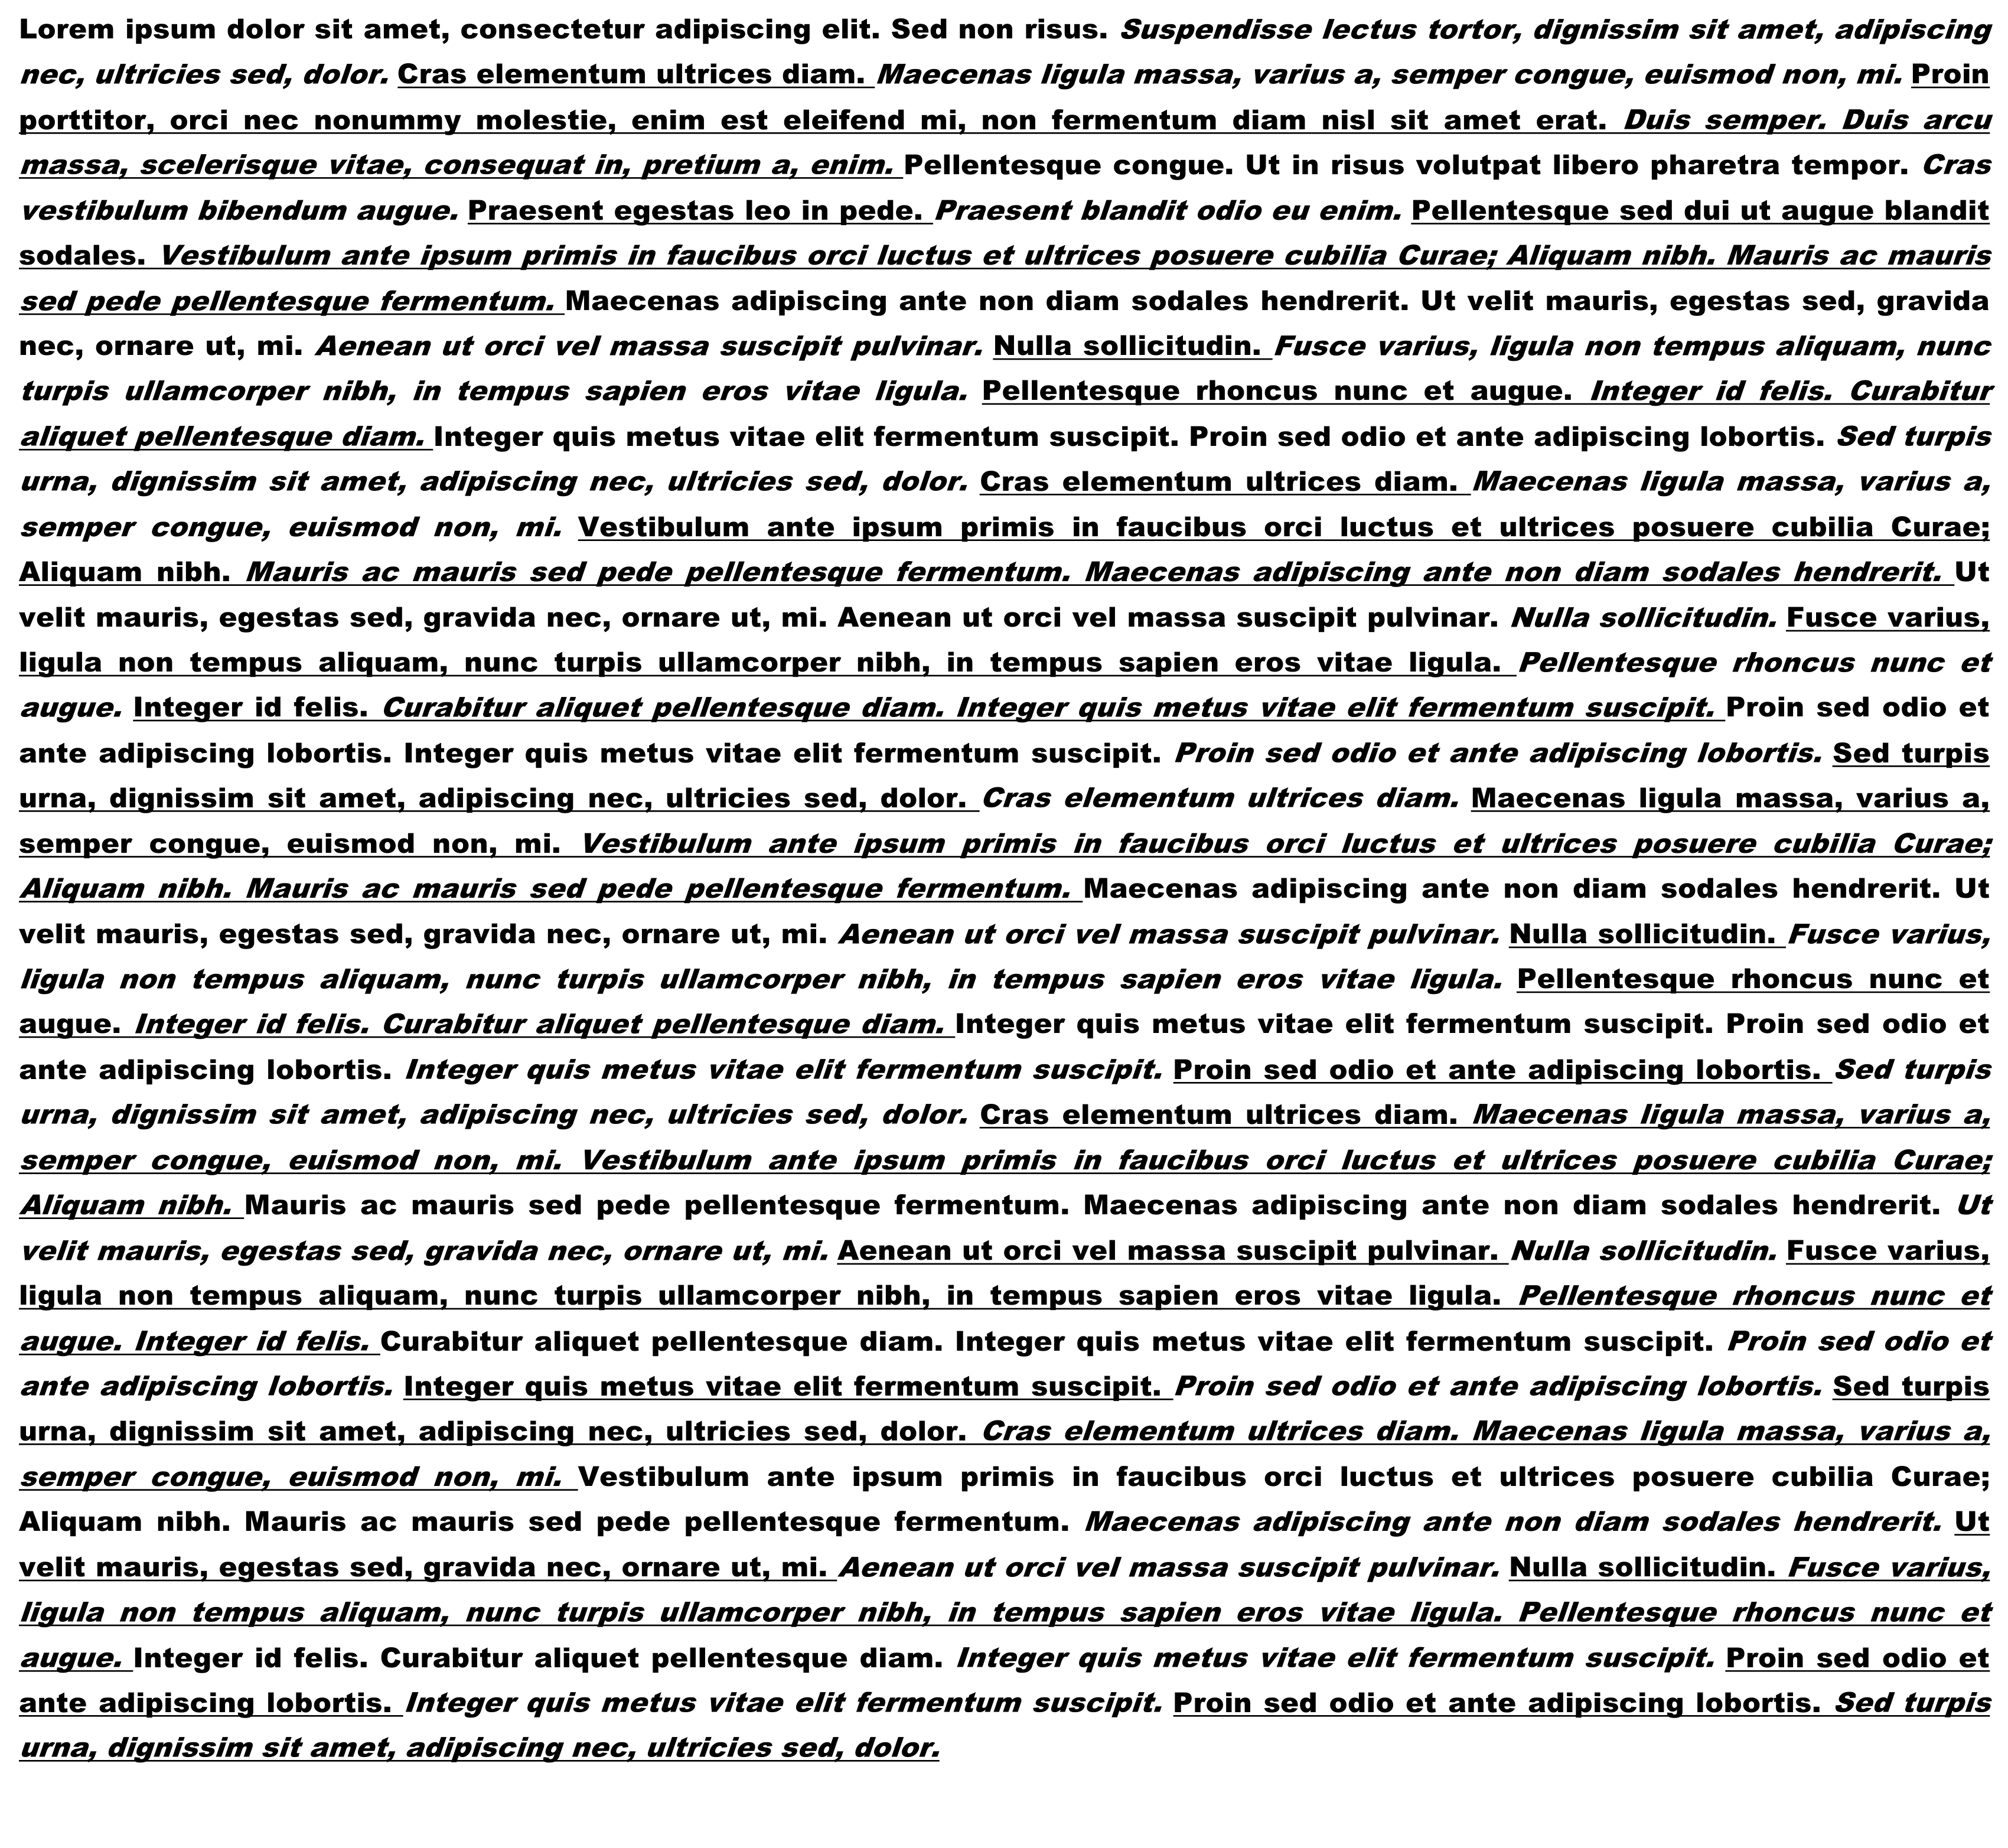 Lorem ipsum dolor sit amet, consectetur adipiscing elit. Sed non risus. Suspendisse lectus tortor, dignissim sit amet, adipiscing
nec, ultricies sed, dolor. Cras elementum ultrices diam. Maecenas ligula massa, varius a, semper congue, euismod non, mi. Proin
porttitor, orci nec nonummy molestie, enim est eleifend mi, non fermentum diam nisl sit amet erat. Duis semper. Duis arcu
massa, scelerisque vitae, consequat in, pretium a, enim. Pellentesque congue. Ut in risus volutpat libero pharetra tempor. Cras
vestibulum bibendum augue. Praesent egestas leo in pede. Praesent blandit odio eu enim. Pellentesque sed dui ut augue blandit
sodales. Vestibulum ante ipsum primis in faucibus orci luctus et ultrices posuere cubilia Curae; Aliquam nibh. Mauris ac mauris
sed pede pellentesque fermentum. Maecenas adipiscing ante non diam sodales hendrerit. Ut velit mauris, egestas sed, gravida
nec, ornare ut, mi. Aenean ut orci vel massa suscipit pulvinar. Nulla sollicitudin. Fusce varius, ligula non tempus aliquam, nunc
turpis ullamcorper nibh, in tempus sapien eros vitae ligula. Pellentesque rhoncus nunc et augue. Integer id felis. Curabitur
aliquet pellentesque diam. Integer quis metus vitae elit fermentum suscipit. Proin sed odio et ante adipiscing lobortis. Sed turpis
urna, dignissim sit amet, adipiscing nec, ultricies sed, dolor. Cras elementum ultrices diam. Maecenas ligula massa, varius a,
semper congue, euismod non, mi. Vestibulum ante ipsum primis in faucibus orci luctus et ultrices posuere cubilia Curae;
Aliquam nibh. Mauris ac mauris sed pede pellentesque fermentum. Maecenas adipiscing ante non diam sodales hendrerit. Ut
velit mauris, egestas sed, gravida nec, ornare ut, mi. Aenean ut orci vel massa suscipit pulvinar. Nulla sollicitudin. Fusce varius,
ligula non tempus aliquam, nunc turpis ullamcorper nibh, in tempus sapien eros vitae ligula. Pellentesque rhoncus nunc et
augue. Integer id felis. Curabitur aliquet pellentesque diam. Integer quis metus vitae elit fermentum suscipit. Proin sed odio et
ante adipiscing lobortis. Integer quis metus vitae elit fermentum suscipit. Proin sed odio et ante adipiscing lobortis. Sed turpis
urna, dignissim sit amet, adipiscing nec, ultricies sed, dolor. Cras elementum ultrices diam. Maecenas ligula massa, varius a,
semper congue, euismod non, mi. Vestibulum ante ipsum primis in faucibus orci luctus et ultrices posuere cubilia Curae;
Aliquam nibh. Mauris ac mauris sed pede pellentesque fermentum. Maecenas adipiscing ante non diam sodales hendrerit. Ut
velit mauris, egestas sed, gravida nec, ornare ut, mi. Aenean ut orci vel massa suscipit pulvinar. Nulla sollicitudin. Fusce varius,
ligula non tempus aliquam, nunc turpis ullamcorper nibh, in tempus sapien eros vitae ligula. Pellentesque rhoncus nunc et
augue. Integer id felis. Curabitur aliquet pellentesque diam. Integer quis metus vitae elit fermentum suscipit. Proin sed odio et
ante adipiscing lobortis. Integer quis metus vitae elit fermentum suscipit. Proin sed odio et ante adipiscing lobortis. Sed turpis
urna, dignissim sit amet, adipiscing nec, ultricies sed, dolor. Cras elementum ultrices diam. Maecenas ligula massa, varius a,
semper congue, euismod non, mi. Vestibulum ante ipsum primis in faucibus orci luctus et ultrices posuere cubilia Curae;
Aliquam nibh. Mauris ac mauris sed pede pellentesque fermentum. Maecenas adipiscing ante non diam sodales hendrerit. Ut
velit mauris, egestas sed, gravida nec, ornare ut, mi. Aenean ut orci vel massa suscipit pulvinar. Nulla sollicitudin. Fusce varius,
ligula non tempus aliquam, nunc turpis ullamcorper nibh, in tempus sapien eros vitae ligula. Pellentesque rhoncus nunc et
augue. Integer id felis. Curabitur aliquet pellentesque diam. Integer quis metus vitae elit fermentum suscipit. Proin sed odio et
ante adipiscing lobortis. Integer quis metus vitae elit fermentum suscipit. Proin sed odio et ante adipiscing lobortis. Sed turpis
urna, dignissim sit amet, adipiscing nec, ultricies sed, dolor. Cras elementum ultrices diam. Maecenas ligula massa, varius a,
semper congue, euismod non, mi. Vestibulum ante ipsum primis in faucibus orci luctus et ultrices posuere cubilia Curae;
Aliquam nibh. Mauris ac mauris sed pede pellentesque fermentum. Maecenas adipiscing ante non diam sodales hendrerit. Ut
velit mauris, egestas sed, gravida nec, ornare ut, mi. Aenean ut orci vel massa suscipit pulvinar. Nulla sollicitudin. Fusce varius,
ligula non tempus aliquam, nunc turpis ullamcorper nibh, in tempus sapien eros vitae ligula. Pellentesque rhoncus nunc et
augue. Integer id felis. Curabitur aliquet pellentesque diam. Integer quis metus vitae elit fermentum suscipit. Proin sed odio et
ante adipiscing lobortis. Integer quis metus vitae elit fermentum suscipit. Proin sed odio et ante adipiscing lobortis. Sed turpis
urna, dignissim sit amet, adipiscing nec, ultricies sed, dolor.